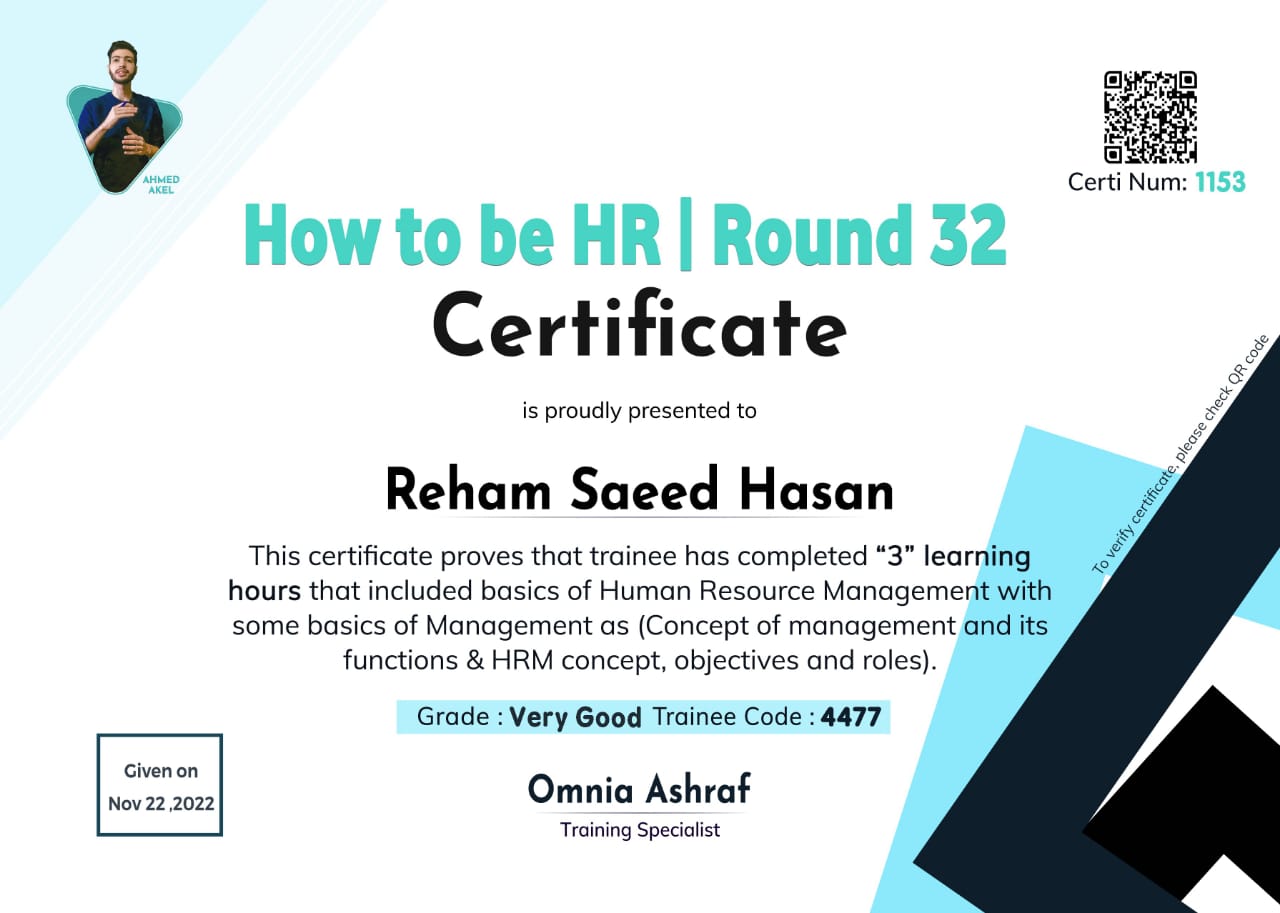 AHMED
AKEL
Certi Num: 1153
How to be HR | Round 32
Certificate
is proudly presented to
Reham Saeed Hasan
This certificate proves that trainee has completed “3” learning
hours that included basics of Human Resource Management with
some basics of Management as (Concept of management and its
functions & HRM concept, objectives and roles).
Grade : Very Good Trainee Code : 4477
Given on
Nov 22 ,2022
Omnia Ashraf
Training Specialist
To verify certificate, please check QR code